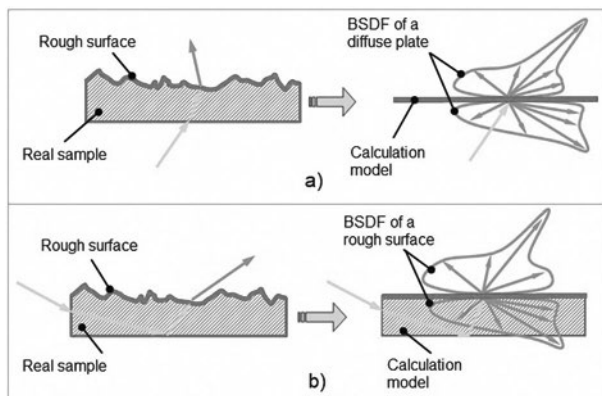 Rough surface
BSDF of a
diffuse plate
Real sample
Calculation
model
a)
Rough surface
BSDF of a
rough surface
Real sample
Calculation
model
b)